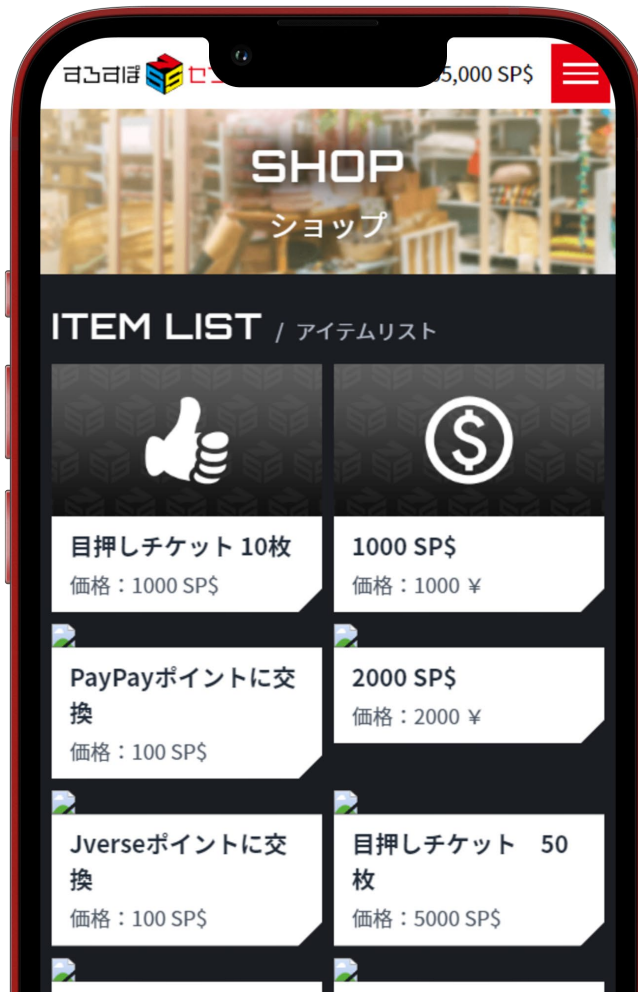 するすぽ
5,000 SP$
SHOP
ショップ
ITEM LIST / アイテムリスト
目押しチケット 10枚
価格：1000 SP$
1000 SP$
価格：1000 ¥
PayPayポイントに交
換
価格：100 SP$
2000 SP$
価格：2000 ¥
Jverseポイントに交
換
価格：100 SP$
目押しチケット　50
枚
価格：5000 SP$